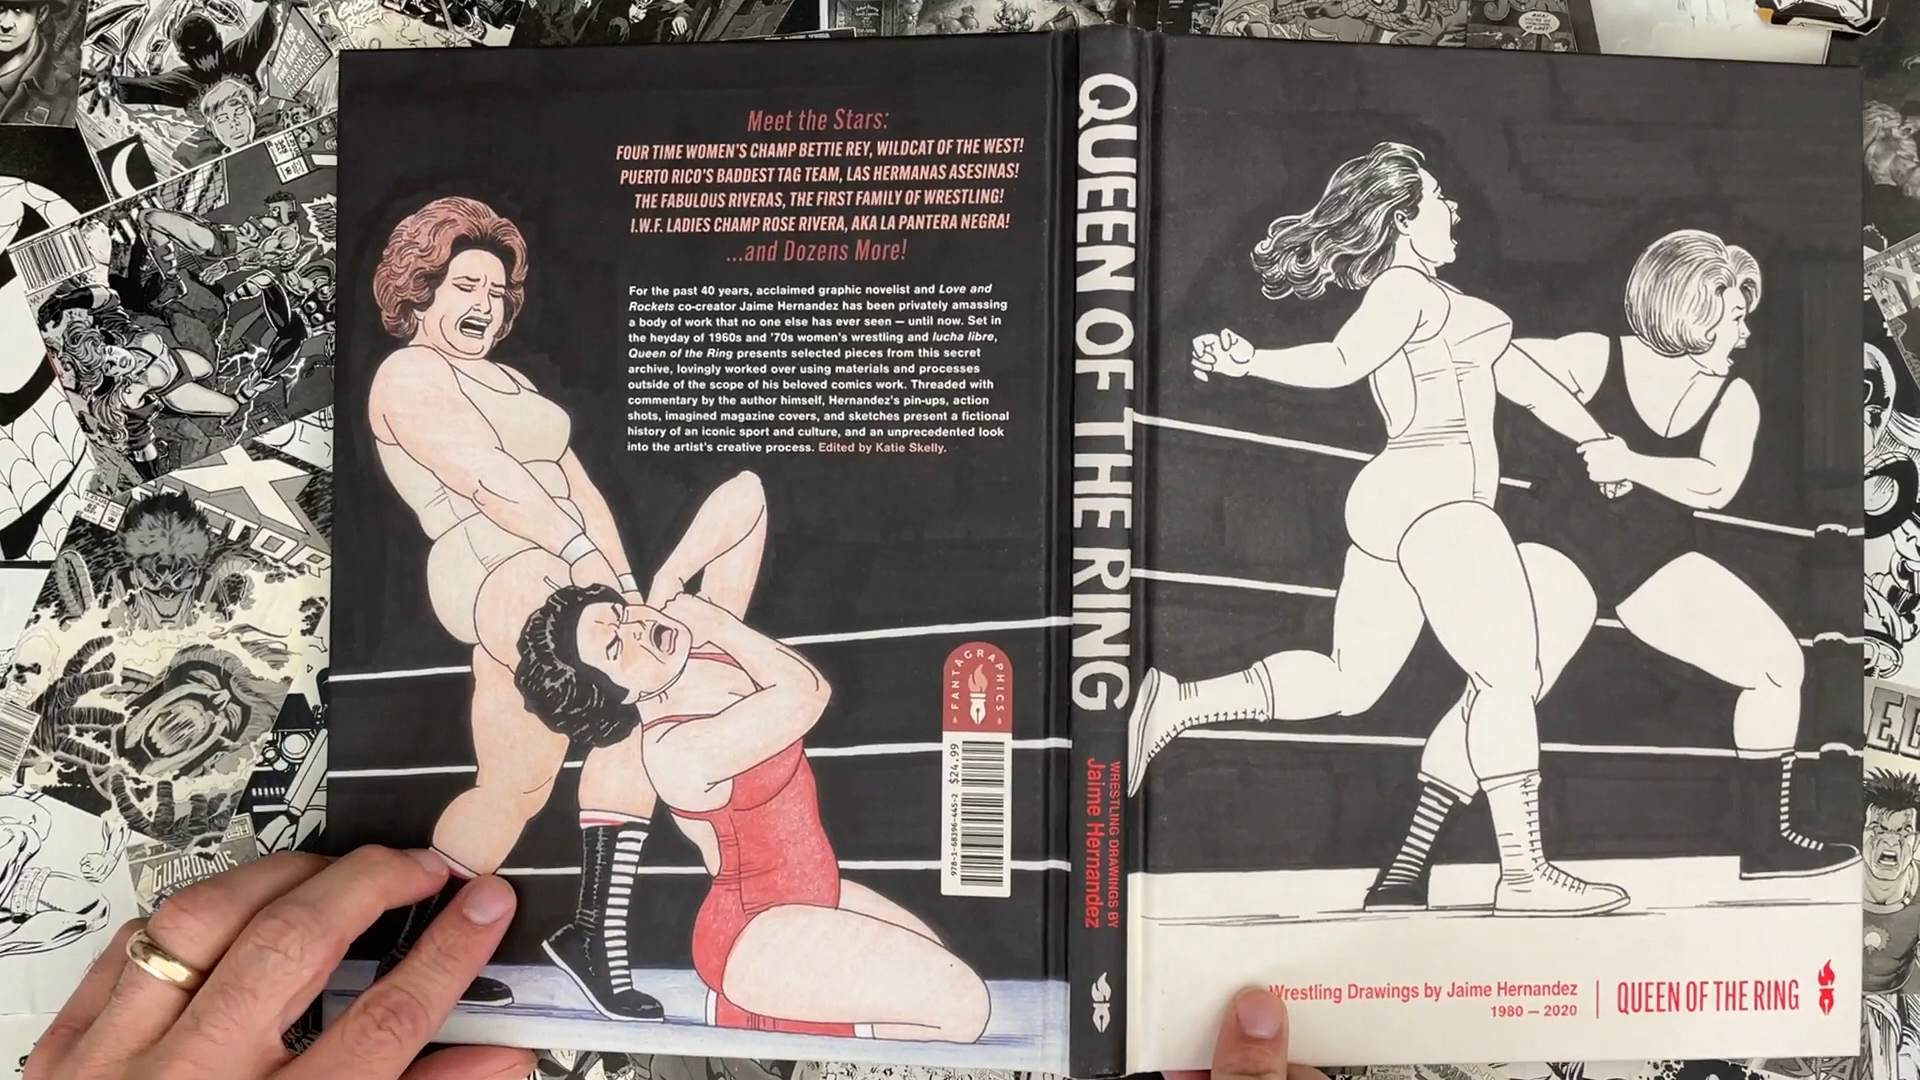 Meet the Stars:
FOUR TIME WOMEN'S CHAMP BETTIE REY, WILDCAT OF THE WEST!
PUERTO RICO'S BADDEST TAG TEAM, LAS HERMANAS ASESINAS!
THE FABULOUS RIVERAS, THE FIRST FAMILY OF WRESTLING!
I.W.F. LADIES CHAMP ROSE RIVERA, AKA LA PANTERA NEGRA!
...and Dozens More!
For the past 40 years, acclaimed graphic novelist and Love and
Rockets co-creator Jaime Hernandez has been privately amassing
a body of work that no one else has ever seen — until now. Set in
the heyday of 1960s and '70s women's wrestling and lucha libre,
Queen of the Ring presents selected pieces from this secret
archive, lovingly worked over using materials and processes
outside of the scope of his beloved comics work. Threaded with
commentary by the author himself, Hernandez's pin-ups, action
shots, imagined magazine covers, and sketches present a fictional
history of an iconic sport and culture, and an unprecedented look
into the artist's creative process. Edited by Katie Skelly.
FANTAGRAPHICS
978-1-68396-445-2 $24.99
QUEEN OF THE RING
WRESTLING DRAWINGS BY
Jaime Hernandez
Wrestling Drawings by Jaime Hernandez
1980 — 2020
QUEEN OF THE RING
GUARDIANS